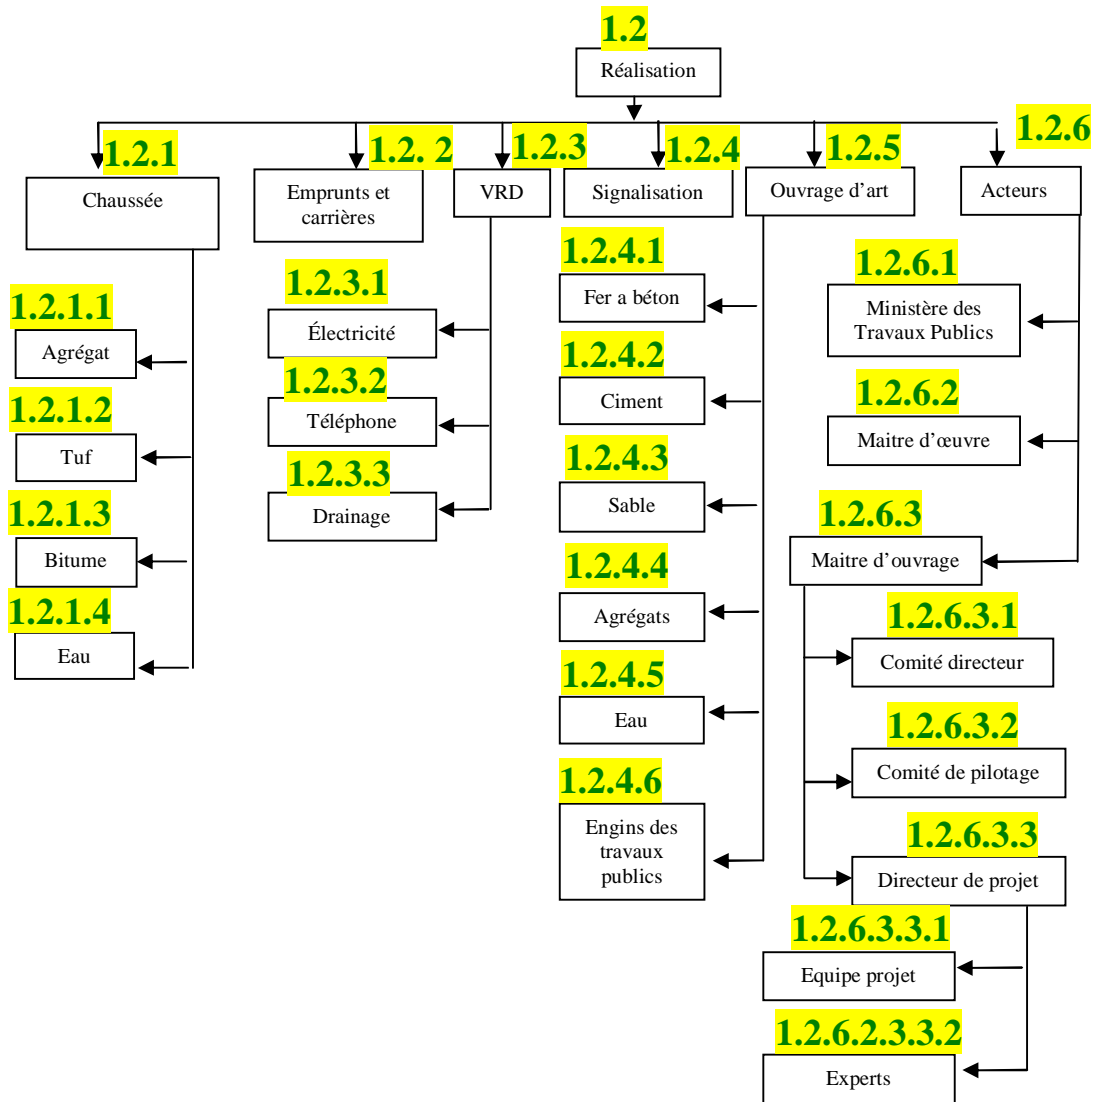 1.2
Réalisation
1.2.1
Chaussée
1.2. 2
Emprunts et
carrières
1.2.3
VRD
1.2.4
Signalisation
1.2.5
Ouvrage d’art
1.2.6
Acteurs
1.2.1.1
Agrégat
1.2.1.2
Tuf
1.2.1.3
Bitume
1.2.1.4
Eau
1.2.3.1
Électricité
1.2.3.2
Téléphone
1.2.3.3
Drainage
1.2.4.1
Fer a béton
1.2.4.2
Ciment
1.2.4.3
Sable
1.2.4.4
Agrégats
1.2.4.5
Eau
1.2.4.6
Engins des
travaux
publics
1.2.6.1
Ministère des
Travaux Publics
1.2.6.2
Maitre d’œuvre
1.2.6.3
Maitre d’ouvrage
1.2.6.3.1
Comité directeur
1.2.6.3.2
Comité de pilotage
1.2.6.3.3
Directeur de projet
1.2.6.3.3.1
Equipe projet
1.2.6.2.3.3.2
Experts